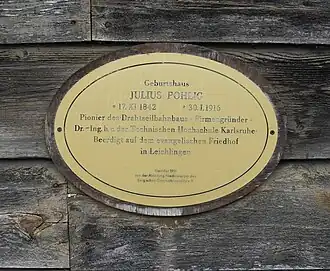 Geburtshaus
JULIUS POHLIG
* 17. XI. 1842 + 30. I. 1916
Pionier des Drahtseilbahnbaus - Firmengründer -
Dr.-Ing. h.c. der Technischen Hochschule Karlsruhe
Beerdigt auf dem evangelischen Friedhof
in Leichlingen